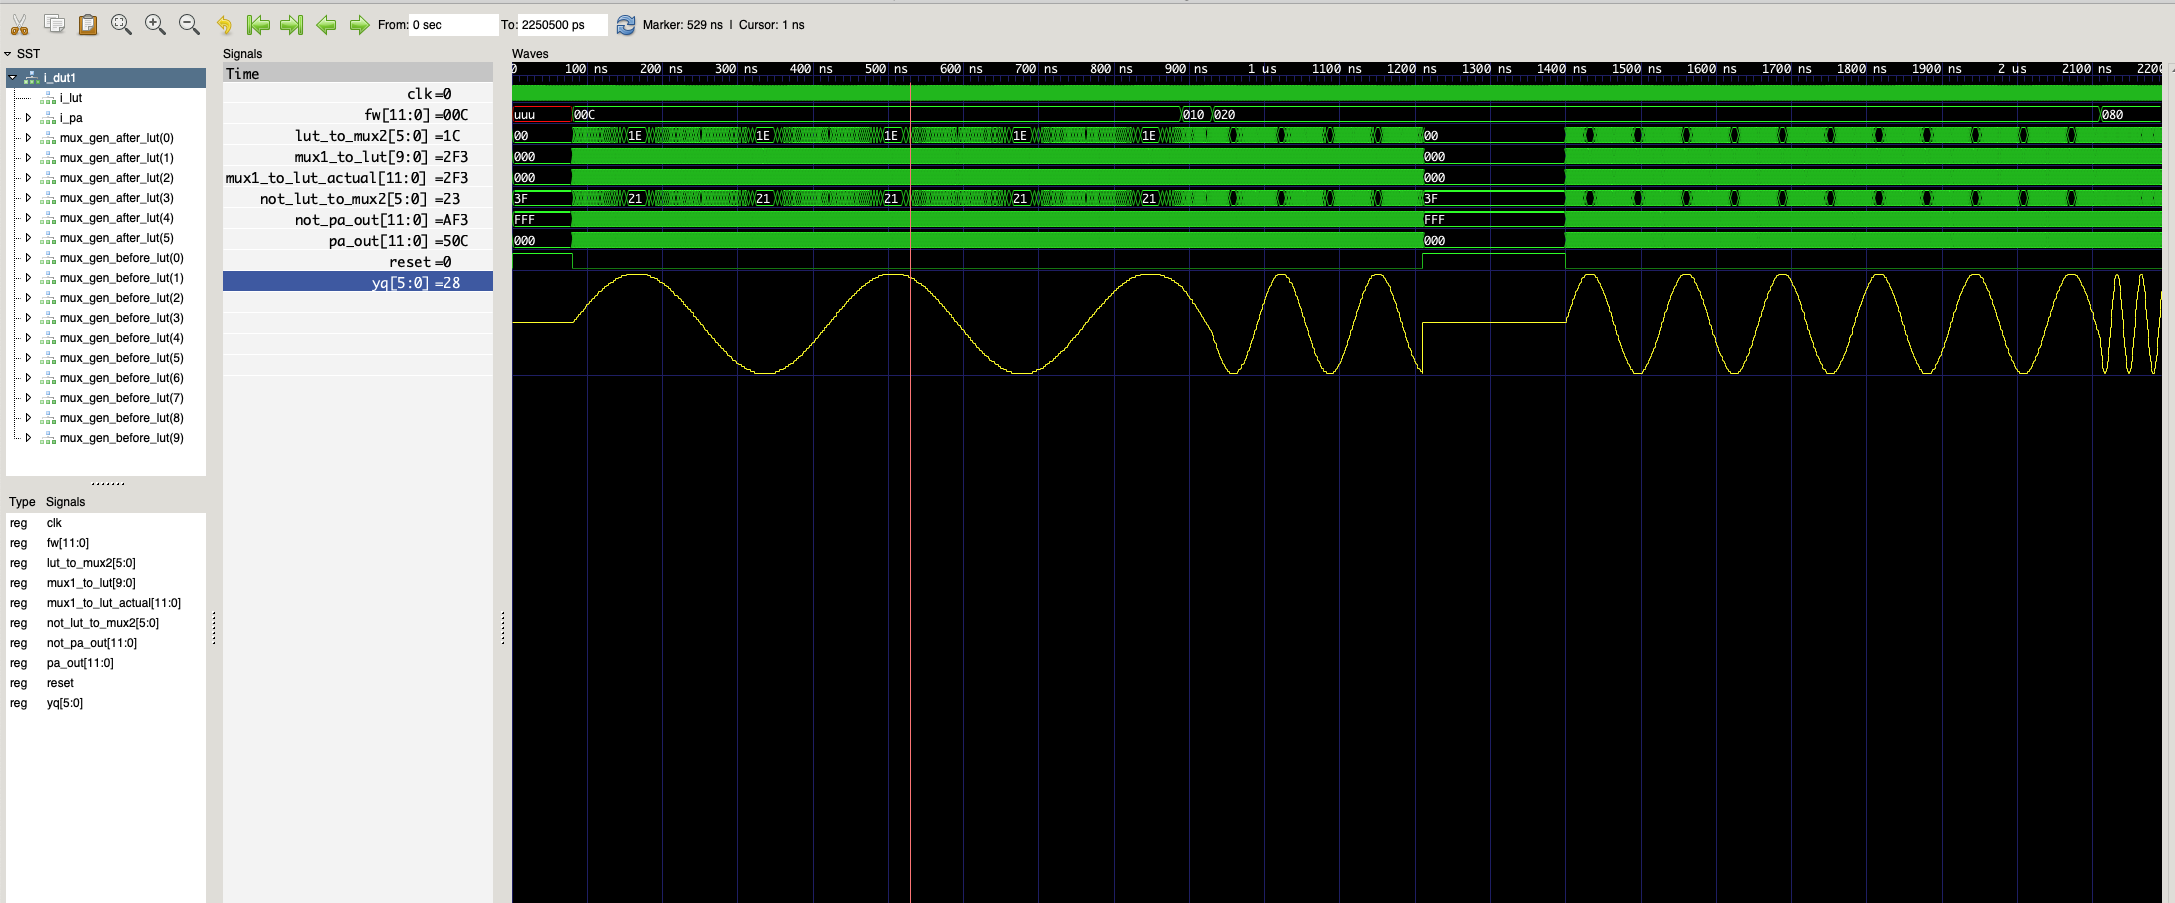 From: 0 sec To: 2250500 ps Marker: 529 ns | Cursor: 1 ns
SST
i_dut1
i_lut
i_pa
mux_gen_after_lut(0)
mux_gen_after_lut(1)
mux_gen_after_lut(2)
mux_gen_after_lut(3)
mux_gen_after_lut(4)
mux_gen_after_lut(5)
mux_gen_before_lut(0)
mux_gen_before_lut(1)
mux_gen_before_lut(2)
mux_gen_before_lut(3)
mux_gen_before_lut(4)
mux_gen_before_lut(5)
mux_gen_before_lut(6)
mux_gen_before_lut(7)
mux_gen_before_lut(8)
mux_gen_before_lut(9)
Type Signals
reg clk
reg fw[11:0]
reg lut_to_mux2[5:0]
reg mux1_to_lut[9:0]
reg mux1_to_lut_actual[11:0]
reg not_lut_to_mux2[5:0]
reg not_pa_out[11:0]
reg pa_out[11:0]
reg reset
reg yq[5:0]
Signals
Time
clk =0
fw[11:0] =00C
lut_to_mux2[5:0] =1C
mux1_to_lut[9:0] =2F3
mux1_to_lut_actual[11:0] =2F3
not_lut_to_mux2[5:0] =23
not_pa_out[11:0] =AF3
pa_out[11:0] =50C
reset =0
yq[5:0] =28
Waves
0 100 ns 200 ns 300 ns 400 ns 500 ns 600 ns 700 ns 800 ns 900 ns 1 us 1100 ns 1200 ns 1300 ns 1400 ns 1500 ns 1600 ns 1700 ns 1800 ns 1900 ns 2 us 2100 ns 2200
uuu 00C 010 020 080
00 1E 1E 1E 1E 1E 00
000 000
000 000
3F 21 21 21 21 21 3F
FFF FFF
000 000